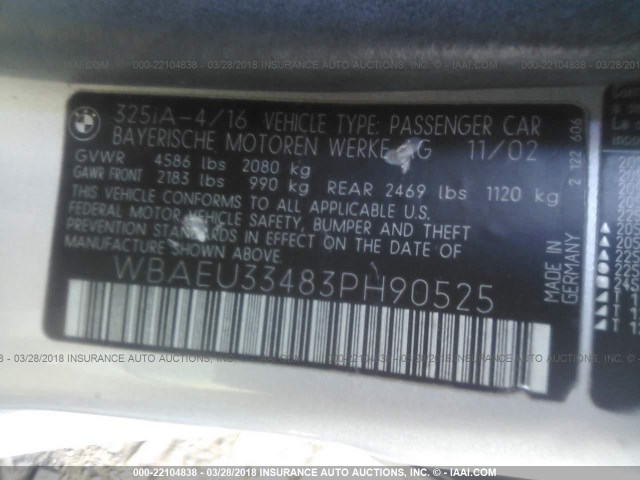 000-22104838 - 03/28/2018 INSURANCE AUTO AUCTIONS, INC. - © IAAI.COM
BMW
325iA-4/16 VEHICLE TYPE: PASSENGER CAR
BAYERISCHE MOTOREN WERKE AG 11/02
GVWR 4586 lbs 2080 kg
GAWR FRONT 2183 lbs 990 kg REAR 2469 lbs 1120 kg
THIS VEHICLE CONFORMS TO ALL APPLICABLE U.S.
FEDERAL MOTOR VEHICLE SAFETY, BUMPER AND THEFT
PREVENTION STANDARDS IN EFFECT ON THE DATE OF
MANUFACTURE SHOWN ABOVE.
WBAEU33483PH90525
2 122 606
MADE IN
GERMANY
000-22104838 - 03/28/2018 INSURANCE AUTO AUCTIONS, INC. - © IAAI.COM